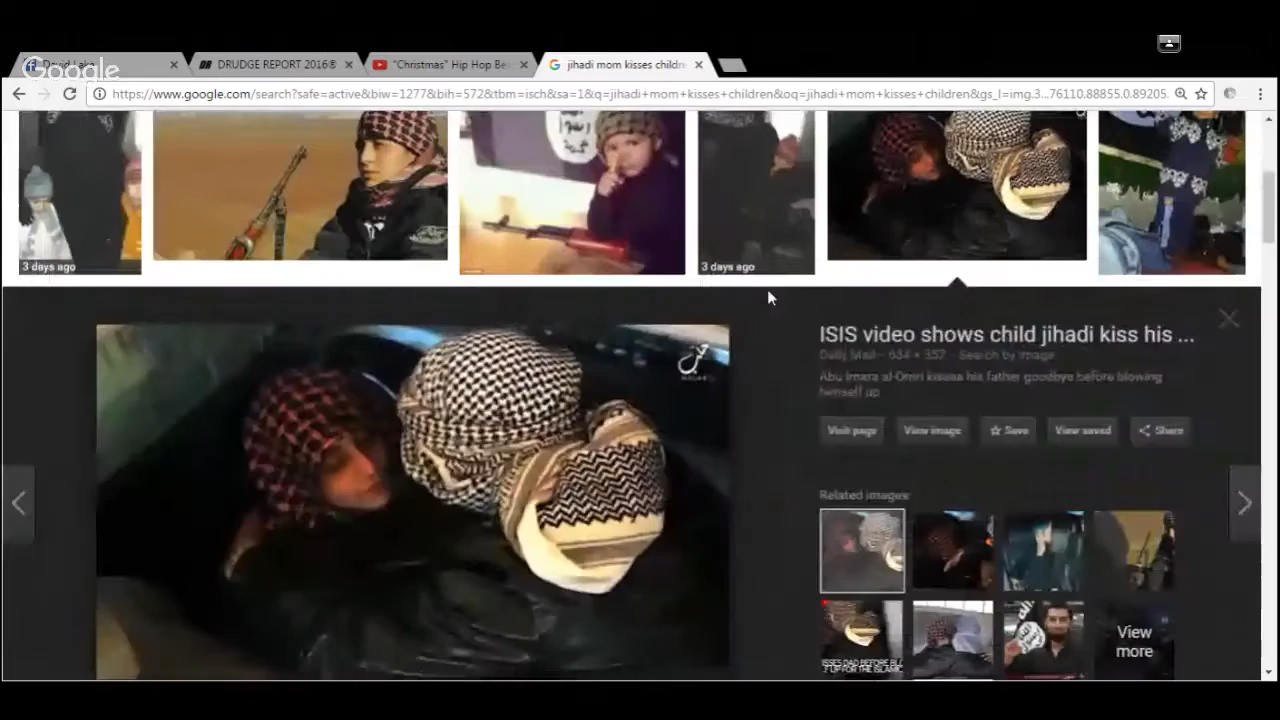 Google
David Lake
DRUDGE REPORT 2016®
"Christmas" Hip Hop Be
jihadi mom kisses childre
https://www.google.com/search?safe=active&biw=1277&bih=572&tbm=isch&sa=1&q=jihadi+mom+kisses+children&oq=jihadi+mom+kisses+children&gs_l=img.3...76110.88855.0.89205.
3 days ago
3 days ago
ISIS video shows child jihadi kiss his ...
Daily Mail - 634 × 357 - Search by image
Abu Imara al-Omri kisses his father goodbye before blowing
himself up
Visit page
View image
Save
View saved
Share
Related images:
View
more